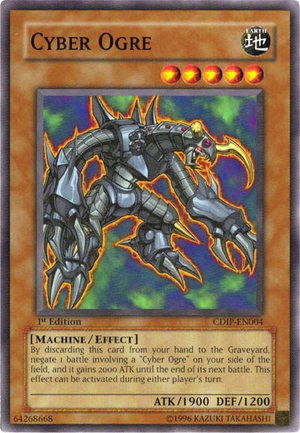 CYBER OGRE
EARTH
地
1st Edition
CDIP-EN004
[MACHINE / EFFECT]
By discarding this card from your hand to the Graveyard,
negate 1 battle involving a "Cyber Ogre" on your side of the
field, and it gains 2000 ATK until the end of its next battle. This
effect can be activated during either player's turn.
ATK/1900 DEF/1200
64268668
©1996 KAZUKI TAKAHASHI